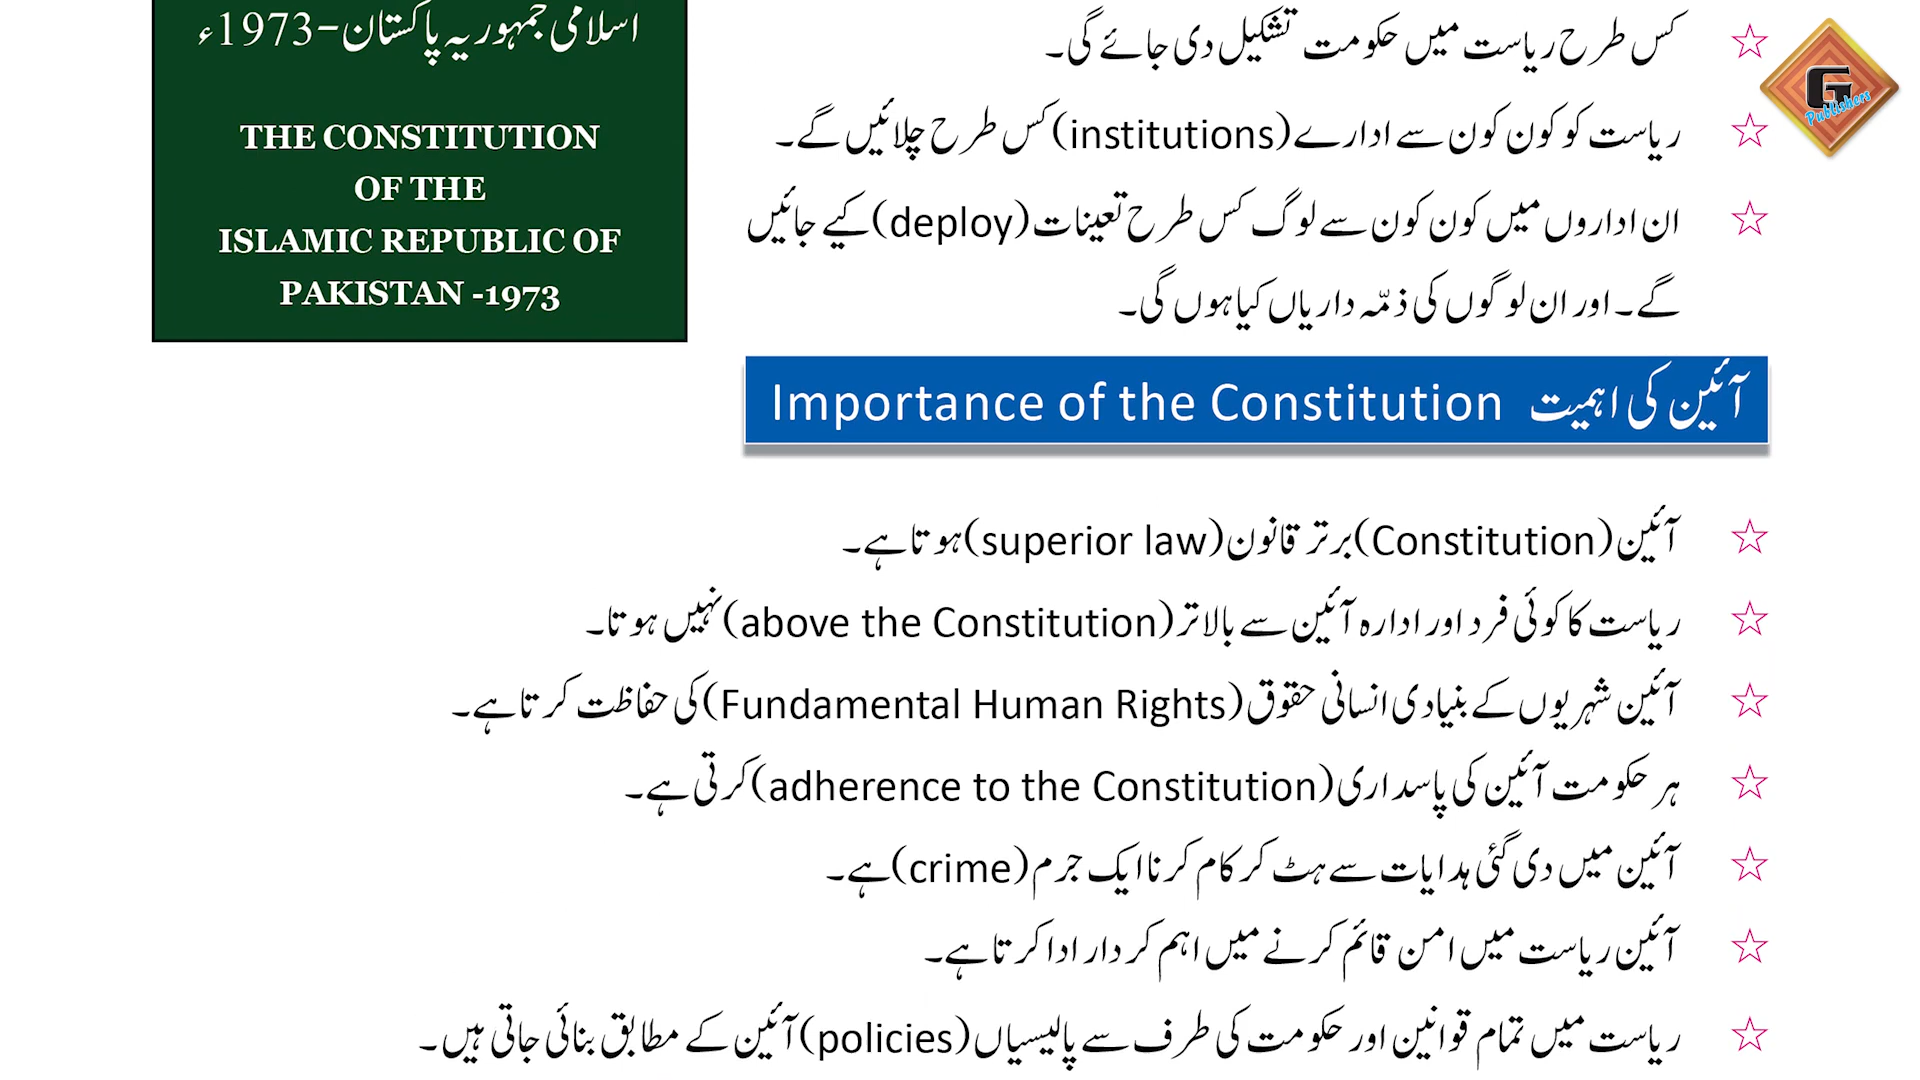 اسلامی جمہوریہ پاکستان-1973ء
THE CONSTITUTION
OF THE
ISLAMIC REPUBLIC OF
PAKISTAN -1973
☆ کس طرح ریاست میں حکومت تشکیل دی جائے گی۔
☆ ریاست کو کون کون سے ادارے (institutions) کس طرح چلائیں گے۔
☆ ان اداروں میں کون کون سے لوگ کس طرح تعینات (deploy) کیے جائیں
گے۔ اور ان لوگوں کی ذمّہ داریاں کیا ہوں گی۔
G
Publishers
آئین کی اہمیت Importance of the Constitution
☆ آئین (Constitution) برتر قانون (superior law) ہوتا ہے۔
☆ ریاست کا کوئی فرد اور ادارہ آئین سے بالاتر (above the Constitution) نہیں ہوتا۔
☆ آئین شہریوں کے بنیادی انسانی حقوق (Fundamental Human Rights) کی حفاظت کرتا ہے۔
☆ ہر حکومت آئین کی پاسداری (adherence to the Constitution) کرتی ہے۔
☆ آئین میں دی گئی ہدایات سے ہٹ کر کام کرنا ایک جرم (crime) ہے۔
☆ آئین ریاست میں امن قائم کرنے میں اہم کردار ادا کرتا ہے۔
☆ ریاست میں تمام قوانین اور حکومت کی طرف سے پالیسیاں (policies) آئین کے مطابق بنائی جاتی ہیں۔